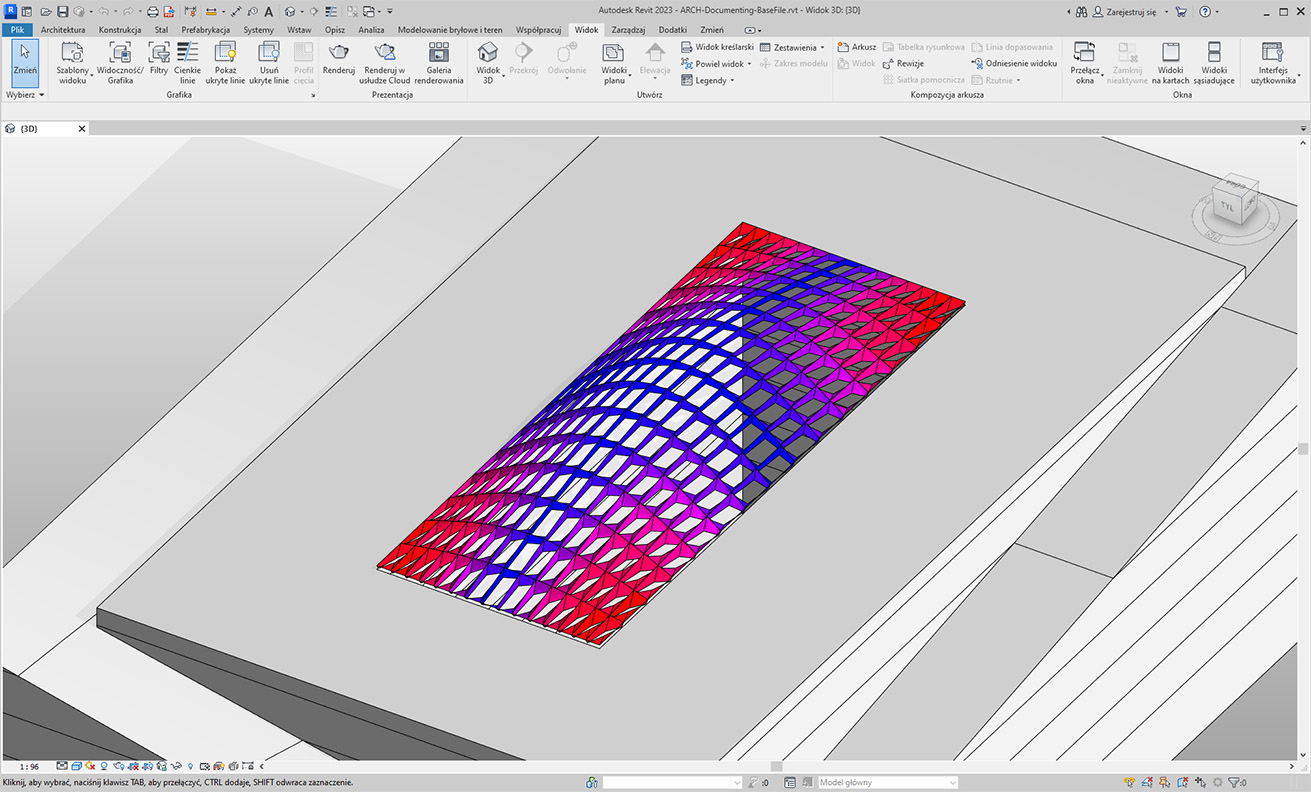 Autodesk Revit 2023 - ARCH-Documenting-BaseFile.rvt - Widok 3D: {3D}
Zarejestruj się
Plik Architektura Konstrukcja Stal Prefabrykacja Systemy Wstaw Opisz Analiza Modelowanie bryłowe i teren Współpracuj Widok Zarządzaj Dodatki Zmień
Zmień
Szablony widoku
Widoczność/ Grafika
Filtry
Cienkie linie
Pokaż ukryte linie
Usuń ukryte linie
Profil cięcia
Renderuj
Renderuj w usłudze Cloud
Galeria renderowania
Widok 3D
Przekrój
Odwołanie
Widoki planu
Elewacja
Widok kreślarski
Powiel widok
Legendy
Zestawienia
Zakres modelu
Arkusz
Widok
Tabelka rysunkowa
Rewizje
Siatka pomocnicza
Linia dopasowania
Odniesienie widoku
Rzutnie
Przełącz okna
Zamknij nieaktywne
Widoki na kartach
Widoki sąsiadujące
Interfejs użytkownika
Wybierz Grafika Prezentacja Utwórz Kompozycja arkusza Okna
{3D}
TYŁ
1 : 96
Kliknij, aby wybrać, naciśnij klawisz TAB, aby przełączyć, CTRL dodaje, SHIFT odwraca zaznaczenie.
:0
Model główny
:0